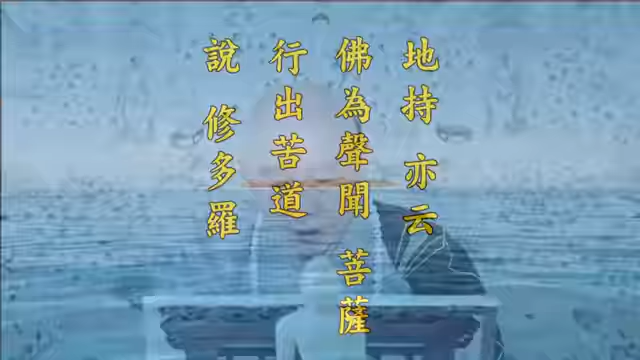 地持 亦云
佛為聲聞 菩薩
行出苦道
說 修多羅